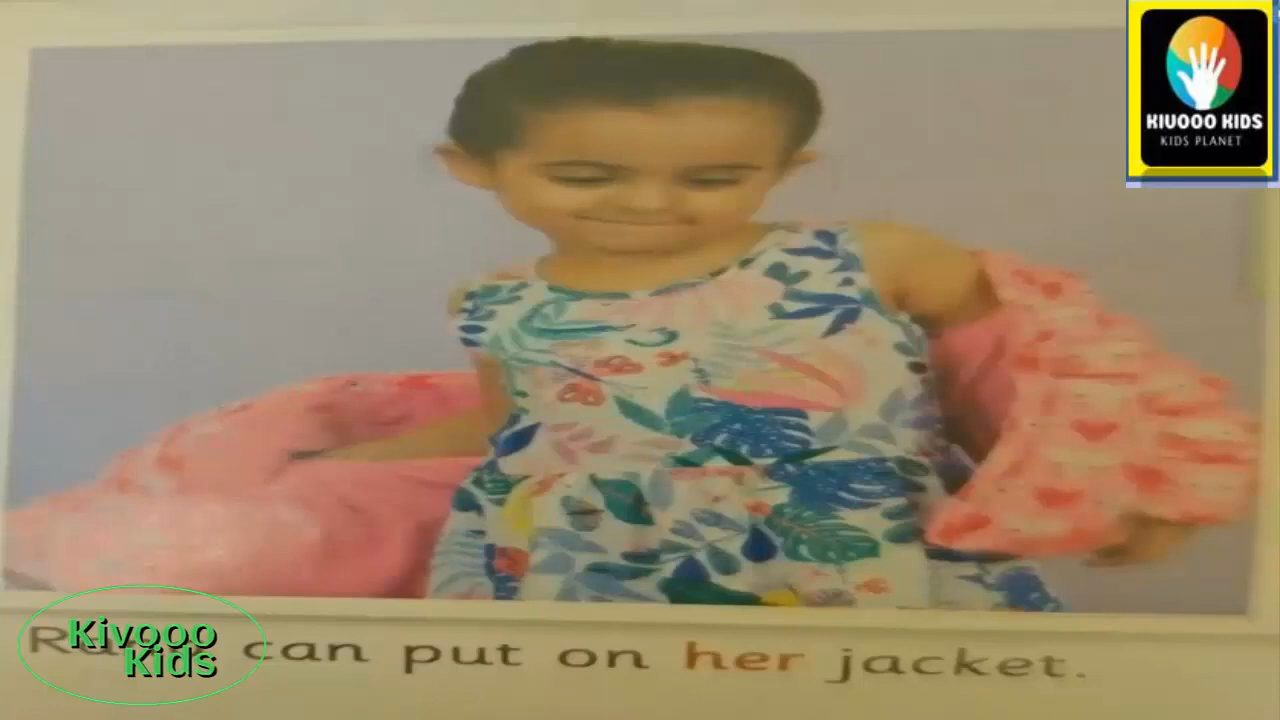 KIVOOO KIDS
KIDS PLANET
Kivooo
Kids
can put on her jacket.